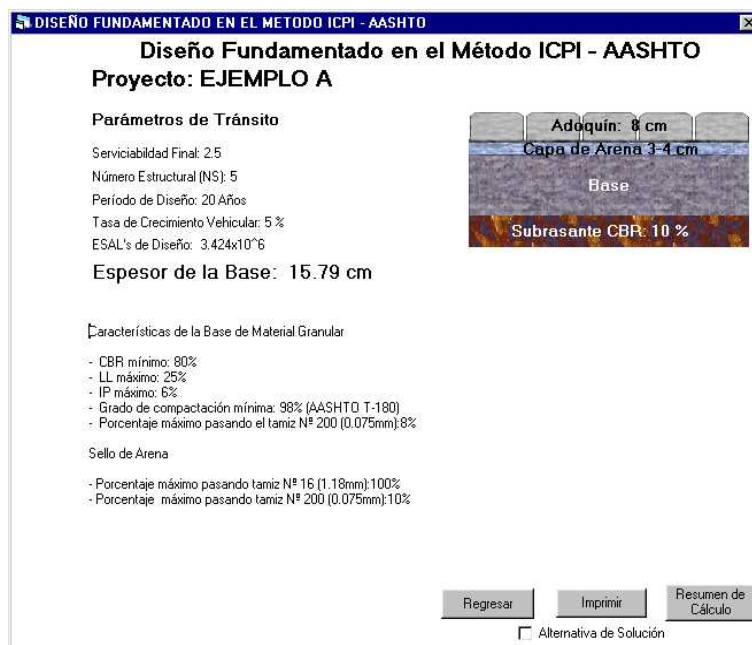 DISEÑO FUNDAMENTADO EN EL METODO ICPI - AASHTO
Diseño Fundamentado en el Método ICPI - AASHTO
Proyecto: EJEMPLO A
Parámetros de Tránsito
Serviciabildad Final: 2.5
Número Estructural (NS): 5
Período de Diseño: 20 Años
Tasa de Crecimiento Vehicular: 5 %
ESAL's de Diseño: 3.424x10^6
Espesor de la Base: 15.79 cm
Adoquín: 8 cm
Capa de Arena 3-4 cm
Base
Subrasante CBR: 10 %
Características de la Base de Material Granular
- CBR mínimo: 80%
- LL máximo: 25%
- IP máximo: 6%
- Grado de compactación mínima: 98% (AASHTO T-180)
- Porcentaje máximo pasando el tamiz Nº 200 (0.075mm):8%
Sello de Arena
- Porcentaje máximo pasando tamiz Nº 16 (1.18mm):100%
- Porcentaje máximo pasando tamiz Nº 200 (0.075mm):10%
Regresar
Imprimir
Resumen de
Cálculo
Alternativa de Solución